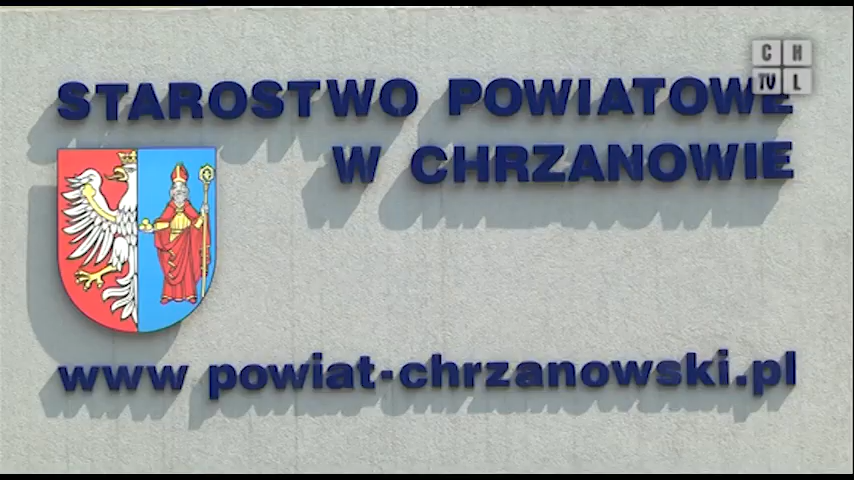 CH
TV L
STAROSTWO POWIATOWE
W CHRZANOWIE
www powiat-chrzanowski.pl